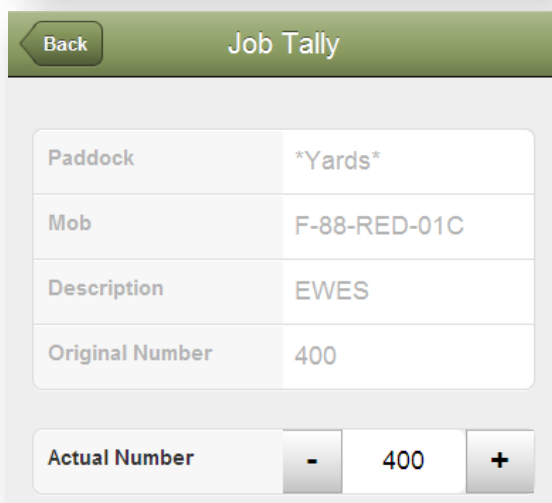 Back Job Tally
Paddock *Yards*
Mob F-88-RED-01C
Description EWES
Original Number 400
Actual Number - 400 +